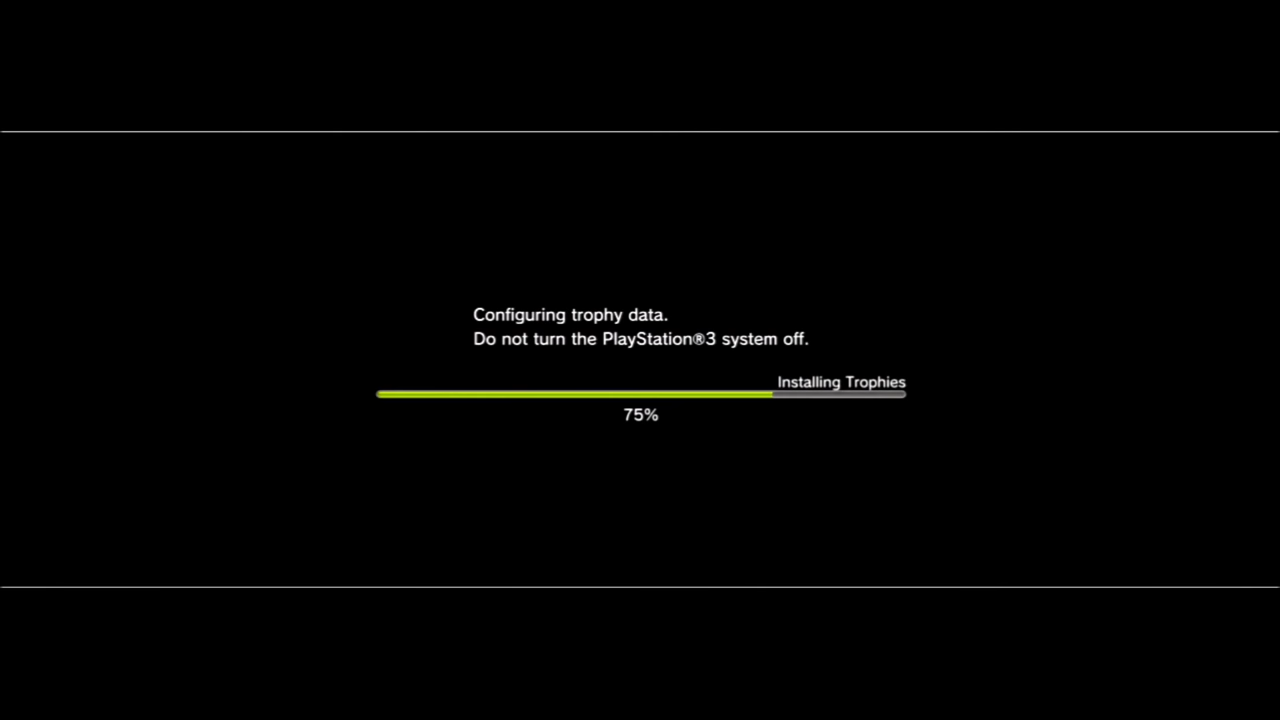 Configuring trophy data.
Do not turn the PlayStation®3 system off.
Installing Trophies
75%